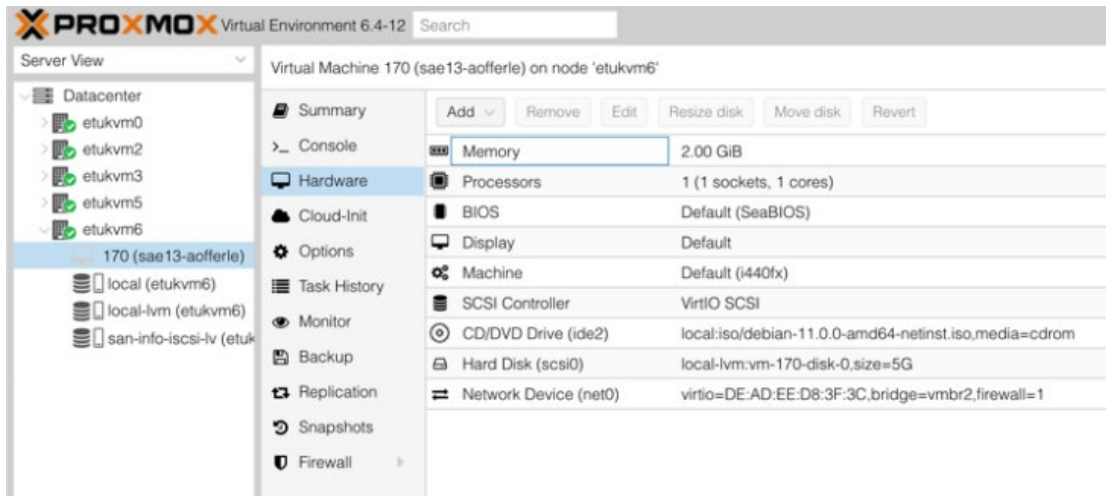 PROXMOX Virtual Environment 6.4-12 Search
Server View
Virtual Machine 170 (sae13-aofferle) on node 'etukvm6'
Datacenter
etukvm0
etukvm2
etukvm3
etukvm5
etukvm6
170 (sae13-aofferle)
local (etukvm6)
local-lvm (etukvm6)
san-info-iscsi-lv (etuk
Summary
>_ Console
Hardware
Cloud-Init
Options
Task History
Monitor
Backup
Replication
Snapshots
Firewall
Add Remove Edit Resize disk Move disk Revert
Memory 2.00 GiB
Processors 1 (1 sockets, 1 cores)
BIOS Default (SeaBIOS)
Display Default
Machine Default (i440fx)
SCSI Controller VirtIO SCSI
CD/DVD Drive (ide2) local:iso/debian-11.0.0-amd64-netinst.iso,media=cdrom
Hard Disk (scsi0) local-lvm:vm-170-disk-0,size=5G
Network Device (net0) virtio=DE:AD:EE:D8:3F:3C,bridge=vmbr2,firewall=1